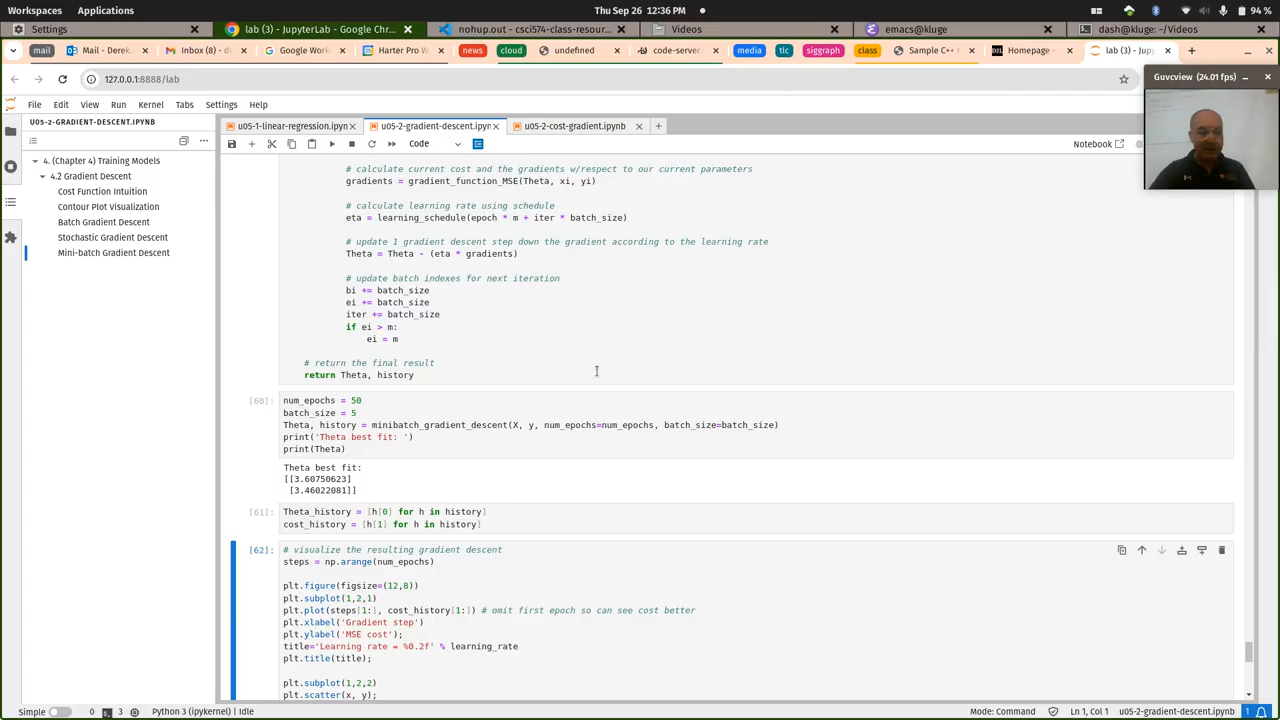 Workspaces Applications Thu Sep 26 12:36 PM 94 %
Settings lab (3) - JupyterLab - Google Chr... nohup.out - csci574-class-resour... Videos emacs@kluge dash@kluge: ~/Videos
mail Mail - Derek Inbox (8) - d Google Work Harter Pro W news cloud undefined code-server media tlc siggraph class Sample C++ M Homepage - lab (3) - Jupy
127.0.0.1:8888/lab
Guvcview (24.01 fps)
File Edit View Run Kernel Tabs Settings Help
U05-2-GRADIENT-DESCENT.IPYNB
4. (Chapter 4) Training Models
4.2 Gradient Descent
Cost Function Intuition
Contour Plot Visualization
Batch Gradient Descent
Stochastic Gradient Descent
Mini-batch Gradient Descent
u05-1-linear-regression.ipyn u05-2-gradient-descent.ipyn u05-2-cost-gradient.ipynb
Code Notebook
# calculate current cost and the gradients w/respect to our current parameters
gradients = gradient_function_MSE(Theta, xi, yi)
# calculate learning rate using schedule
eta = learning_schedule(epoch * m + iter * batch_size)
# update 1 gradient descent step down the gradient according to the learning rate
Theta = Theta - (eta * gradients)
# update batch indexes for next iteration
bi += batch_size
ei += batch_size
iter += batch_size
if ei > m:
ei = m
# return the final result
return Theta, history
[60]: num_epochs = 50
batch_size = 5
Theta, history = minibatch_gradient_descent(X, y, num_epochs=num_epochs, batch_size=batch_size)
print('Theta best fit: ')
print(Theta)
Theta best fit:
[[3.60750623]
[3.46022081]]
[61]: Theta_history = [h[0] for h in history]
cost_history = [h[1] for h in history]
[62]: # visualize the resulting gradient descent
steps = np.arange(num_epochs)
plt.figure(figsize=(12,8))
plt.subplot(1,2,1)
plt.plot(steps[1:], cost_history[1:]) # omit first epoch so can see cost better
plt.xlabel('Gradient step')
plt.ylabel('MSE cost');
title='Learning rate = %0.2f' % learning_rate
plt.title(title);
plt.subplot(1,2,2)
plt.scatter(x, y);
Simple 0 3 Python 3 (ipykernel) | Idle Mode: Command Ln 1, Col 1 u05-2-gradient-descent.ipynb 1